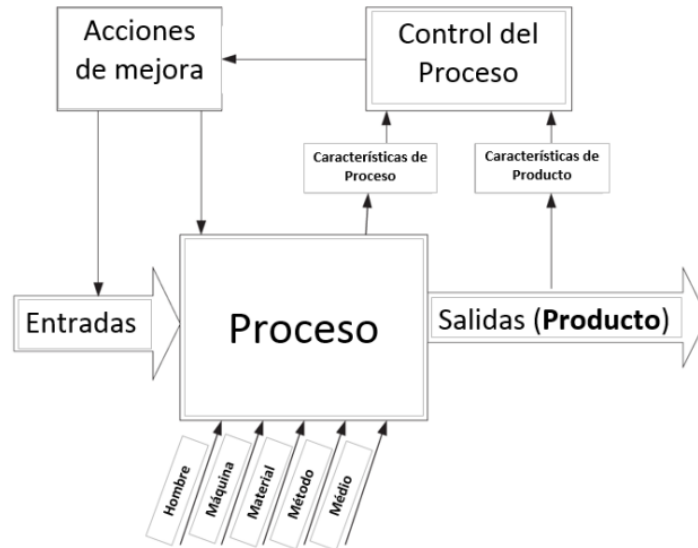 Acciones
de mejora
Control del
Proceso
Características de
Proceso
Características de
Producto
Entradas
Proceso
Salidas (Producto)
Hombre
Máquina
Material
Método
Médio